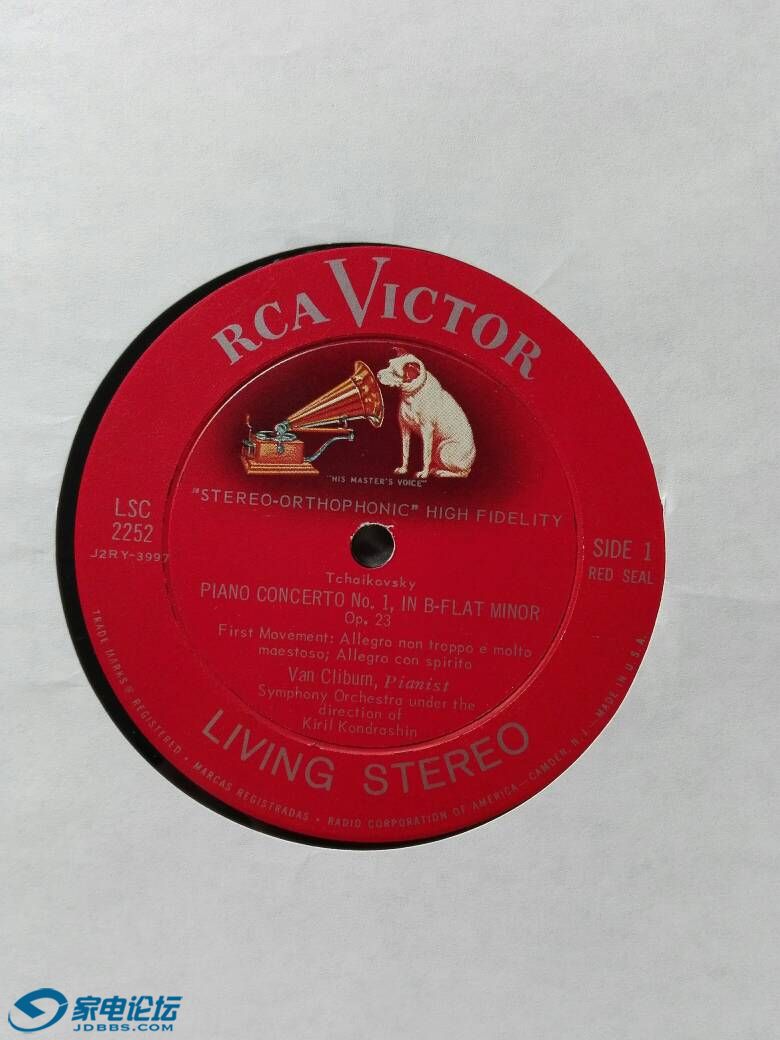 RCA VICTOR
"HIS MASTER'S VOICE"
"STEREO-ORTHOPHONIC" HIGH FIDELITY
LSC
2252
J2RY-3997
SIDE 1
RED SEAL
Tchaikovsky
PIANO CONCERTO No. 1, IN B-FLAT MINOR
Op. 23
First Movement: Allegro non troppo e molto
maestoso; Allegro con spirito
Van Cliburn, Pianist
Symphony Orchestra under the
direction of
Kiril Kondrashin
LIVING STEREO
TRADE MARKS ® REGISTERED • MARCAS REGISTRADAS • RADIO CORPORATION OF AMERICA—CAMDEN, N. J.—MADE IN U.S.A.
家电论坛
JDBBS.COM